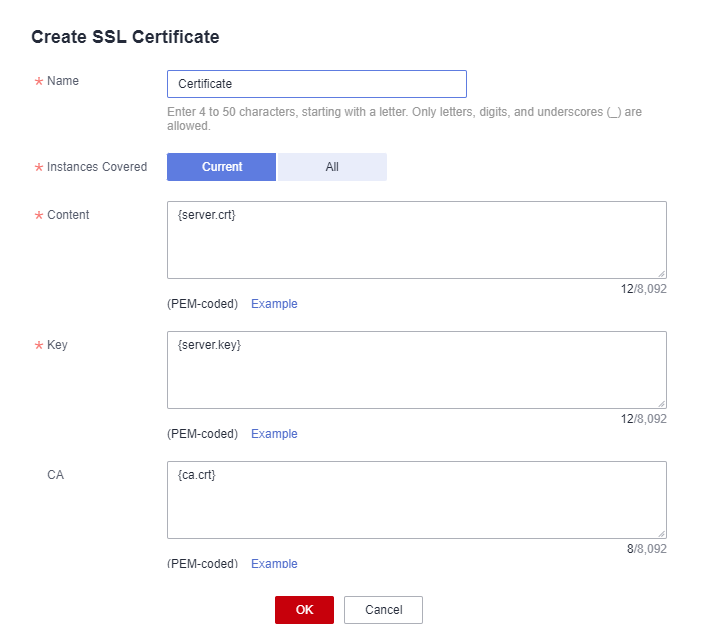 Create SSL Certificate
* Name
Certificate
Enter 4 to 50 characters, starting with a letter. Only letters, digits, and underscores (_) are
allowed.
* Instances Covered Current All
* Content
{server.crt}
12/8,092
(PEM-coded) Example
* Key
{server.key}
12/8,092
(PEM-coded) Example
CA
{ca.crt}
8/8,092
(PEM-coded) Example
OK Cancel